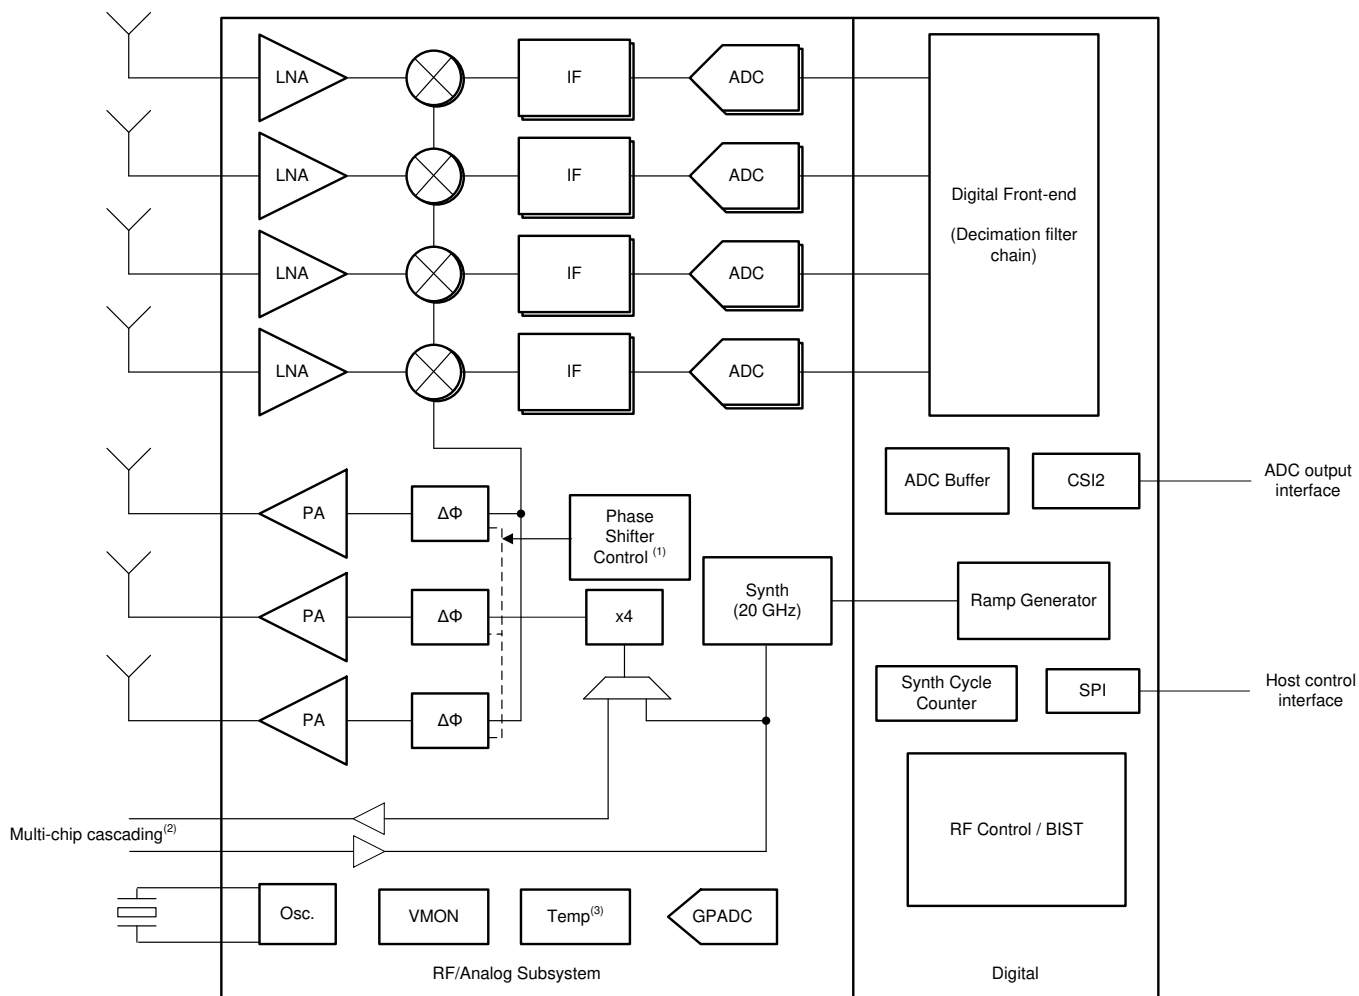 LNA
IF
ADC
LNA
IF
ADC
LNA
IF
ADC
LNA
IF
ADC
Digital Front-end
(Decimation filter
chain)
ADC Buffer
CSI2
ADC output
interface
PA
ΔΦ
Phase
Shifter
Control (1)
PA
ΔΦ
x4
Synth
(20 GHz)
Ramp Generator
PA
ΔΦ
Synth Cycle
Counter
SPI
Host control
interface
Multi-chip cascading(2)
RF Control / BIST
Osc.
VMON
Temp(3)
GPADC
RF/Analog Subsystem
Digital